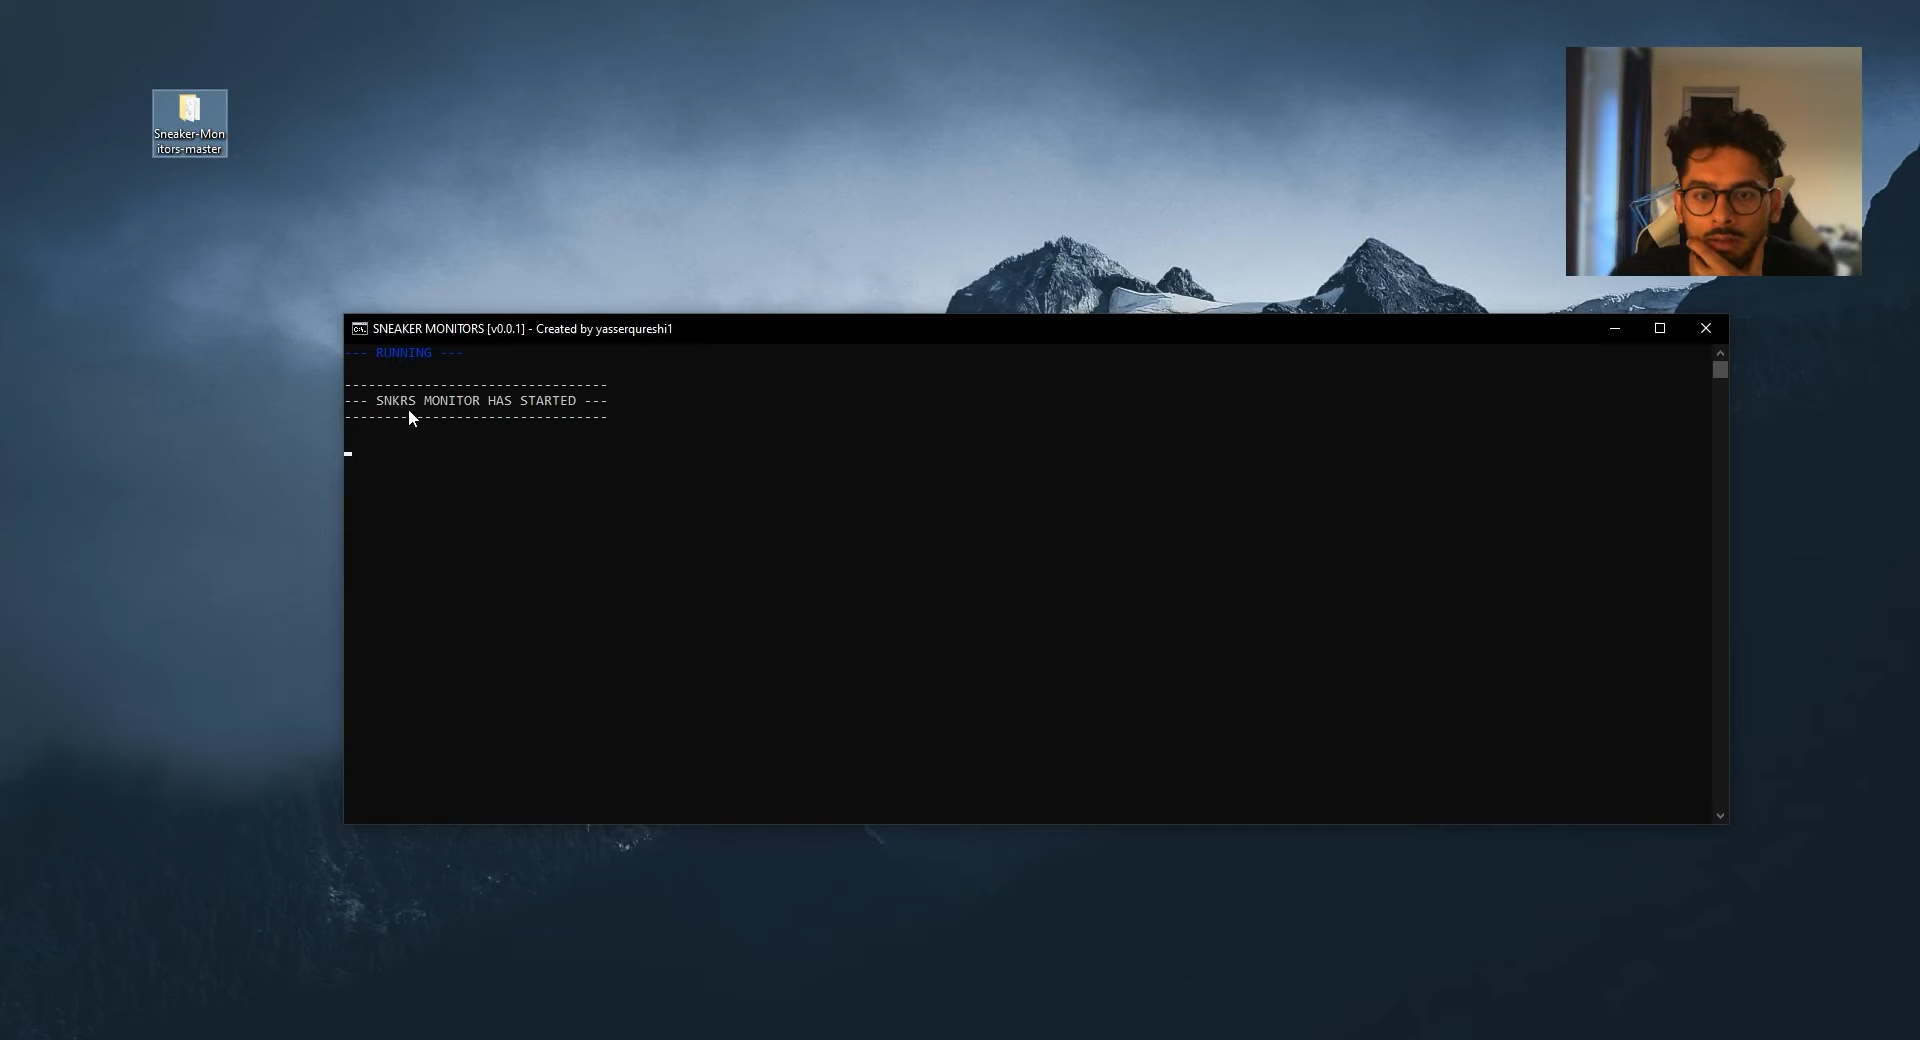 Sneaker-Mon
itors-master
SNEAKER MONITORS [v0.0.1] - Created by yasserqureshi1
--- RUNNING ---
---------------------------------
--- SNKRS MONITOR HAS STARTED ---
---------------------------------